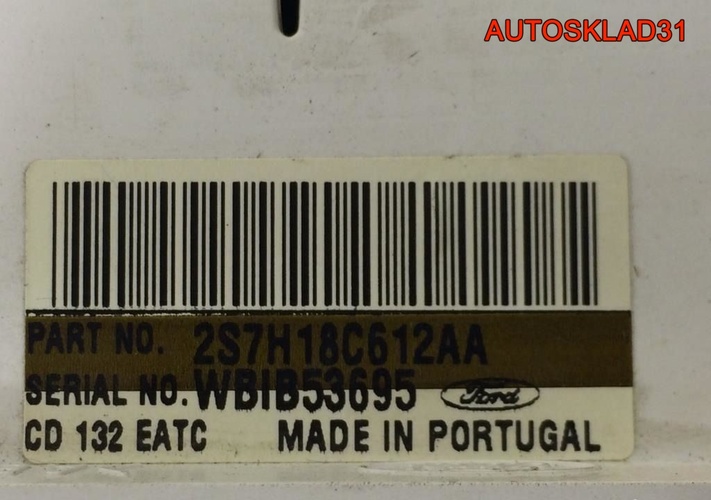 AUTOSKLAD31
PART NO. 2S7H18C612AA
SERIAL NO. WBIB53695 Ford
CD 132 EATC MADE IN PORTUGAL